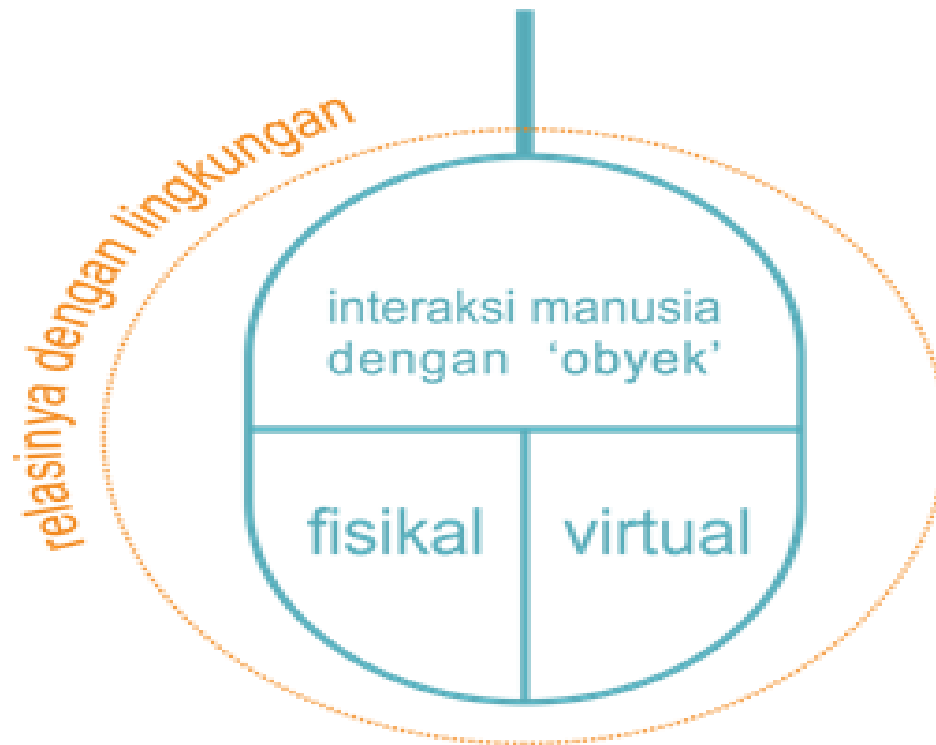 relasinya dengan lingkungan
interaksi manusia
dengan ‘obyek’
fisikal
virtual